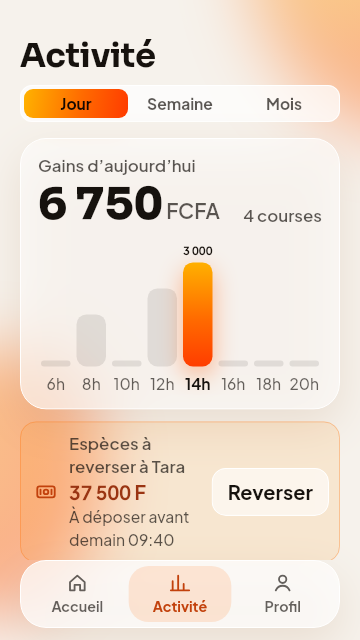 Activité
Jour Semaine Mois
Gains d’aujourd’hui
6 750 FCFA 4 courses
3 000
6h 8h 10h 12h 14h 16h 18h 20h
Espèces à
reverser à Tara
37 500 F
À déposer avant
demain 09:40
Reverser
Accueil Activité Profil